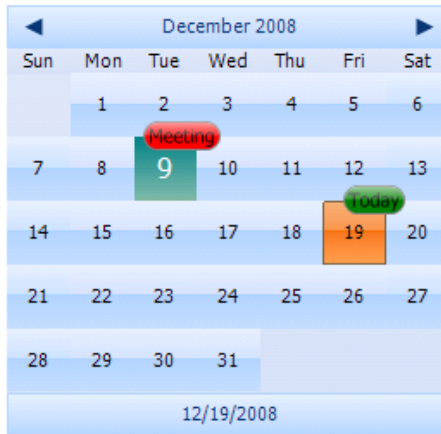 December 2008
Sun Mon Tue Wed Thu Fri Sat
1 2 3 4 5 6
Meeting
7 8 9 10 11 12 13
Today
14 15 16 17 18 19 20
21 22 23 24 25 26 27
28 29 30 31
12/19/2008